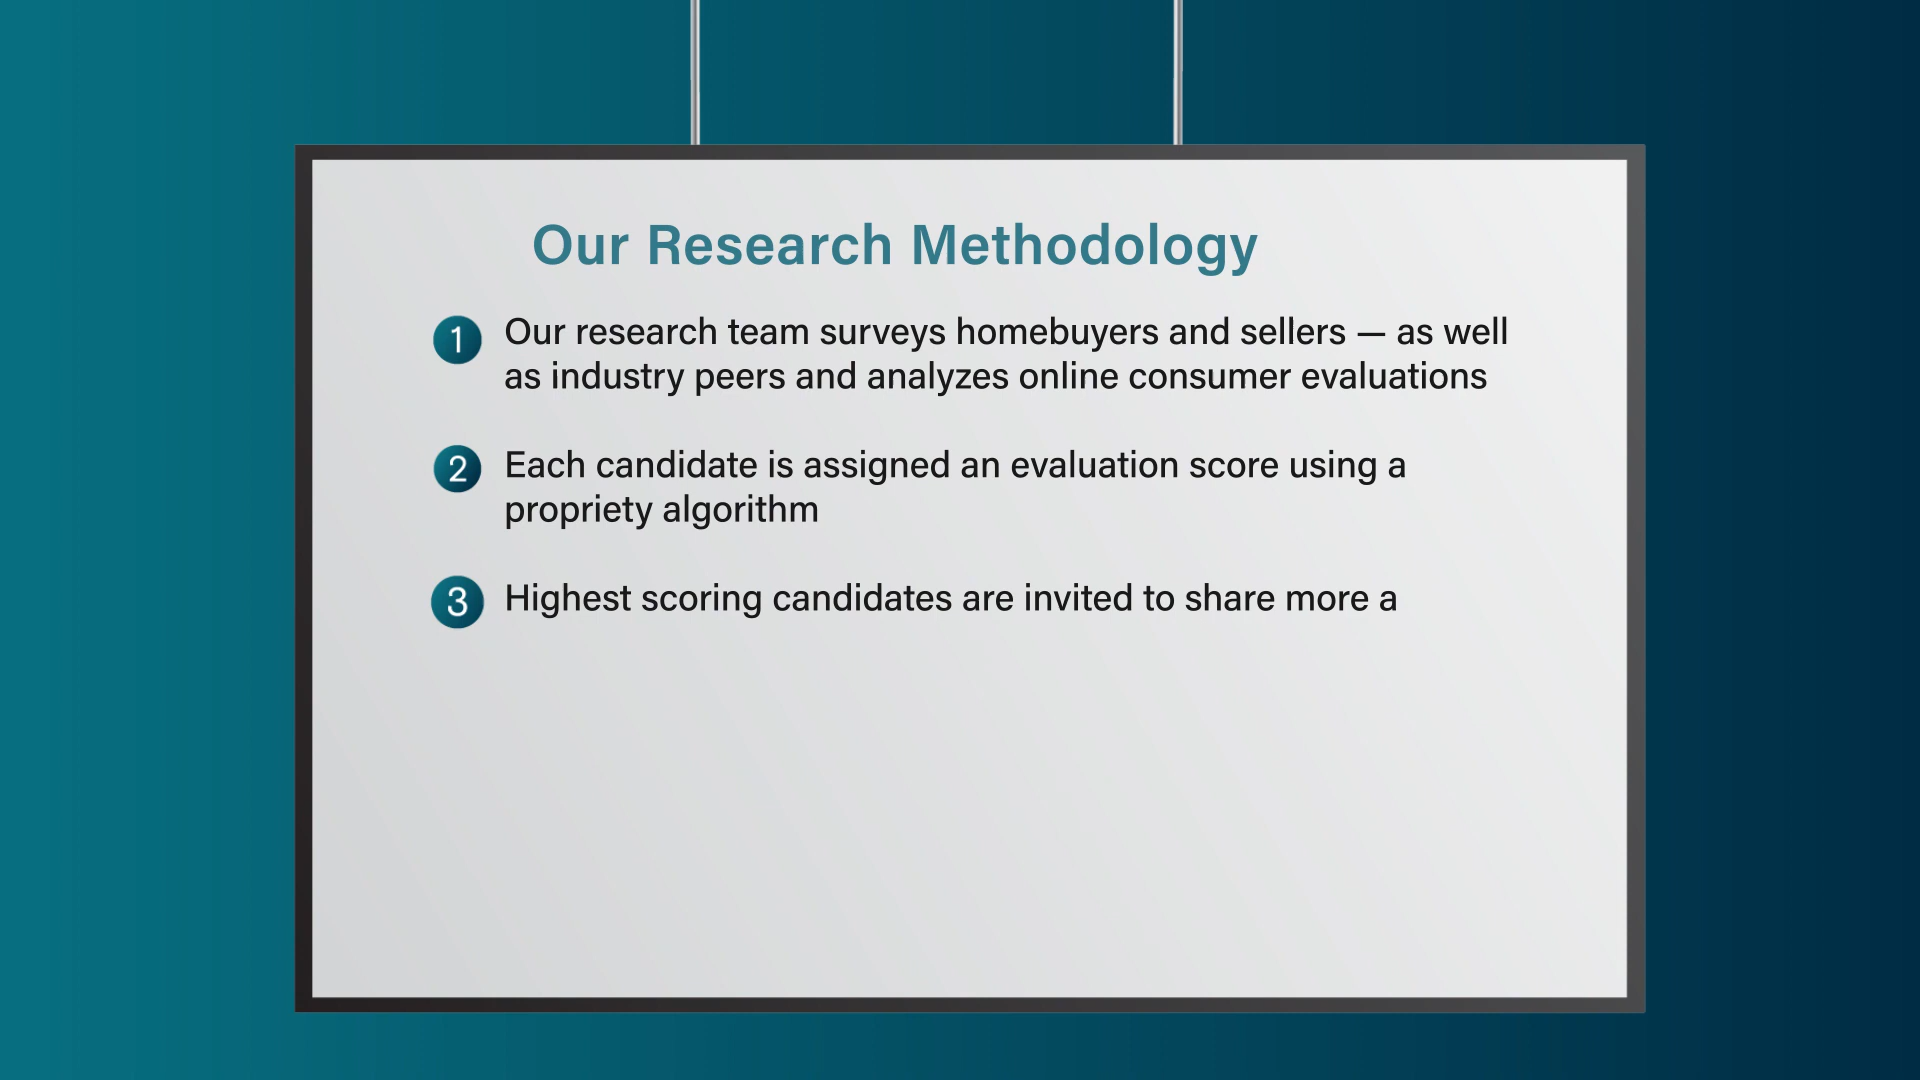 Our Research Methodology
1 Our research team surveys homebuyers and sellers — as well
as industry peers and analyzes online consumer evaluations
2 Each candidate is assigned an evaluation score using a
propriety algorithm
3 Highest scoring candidates are invited to share more a